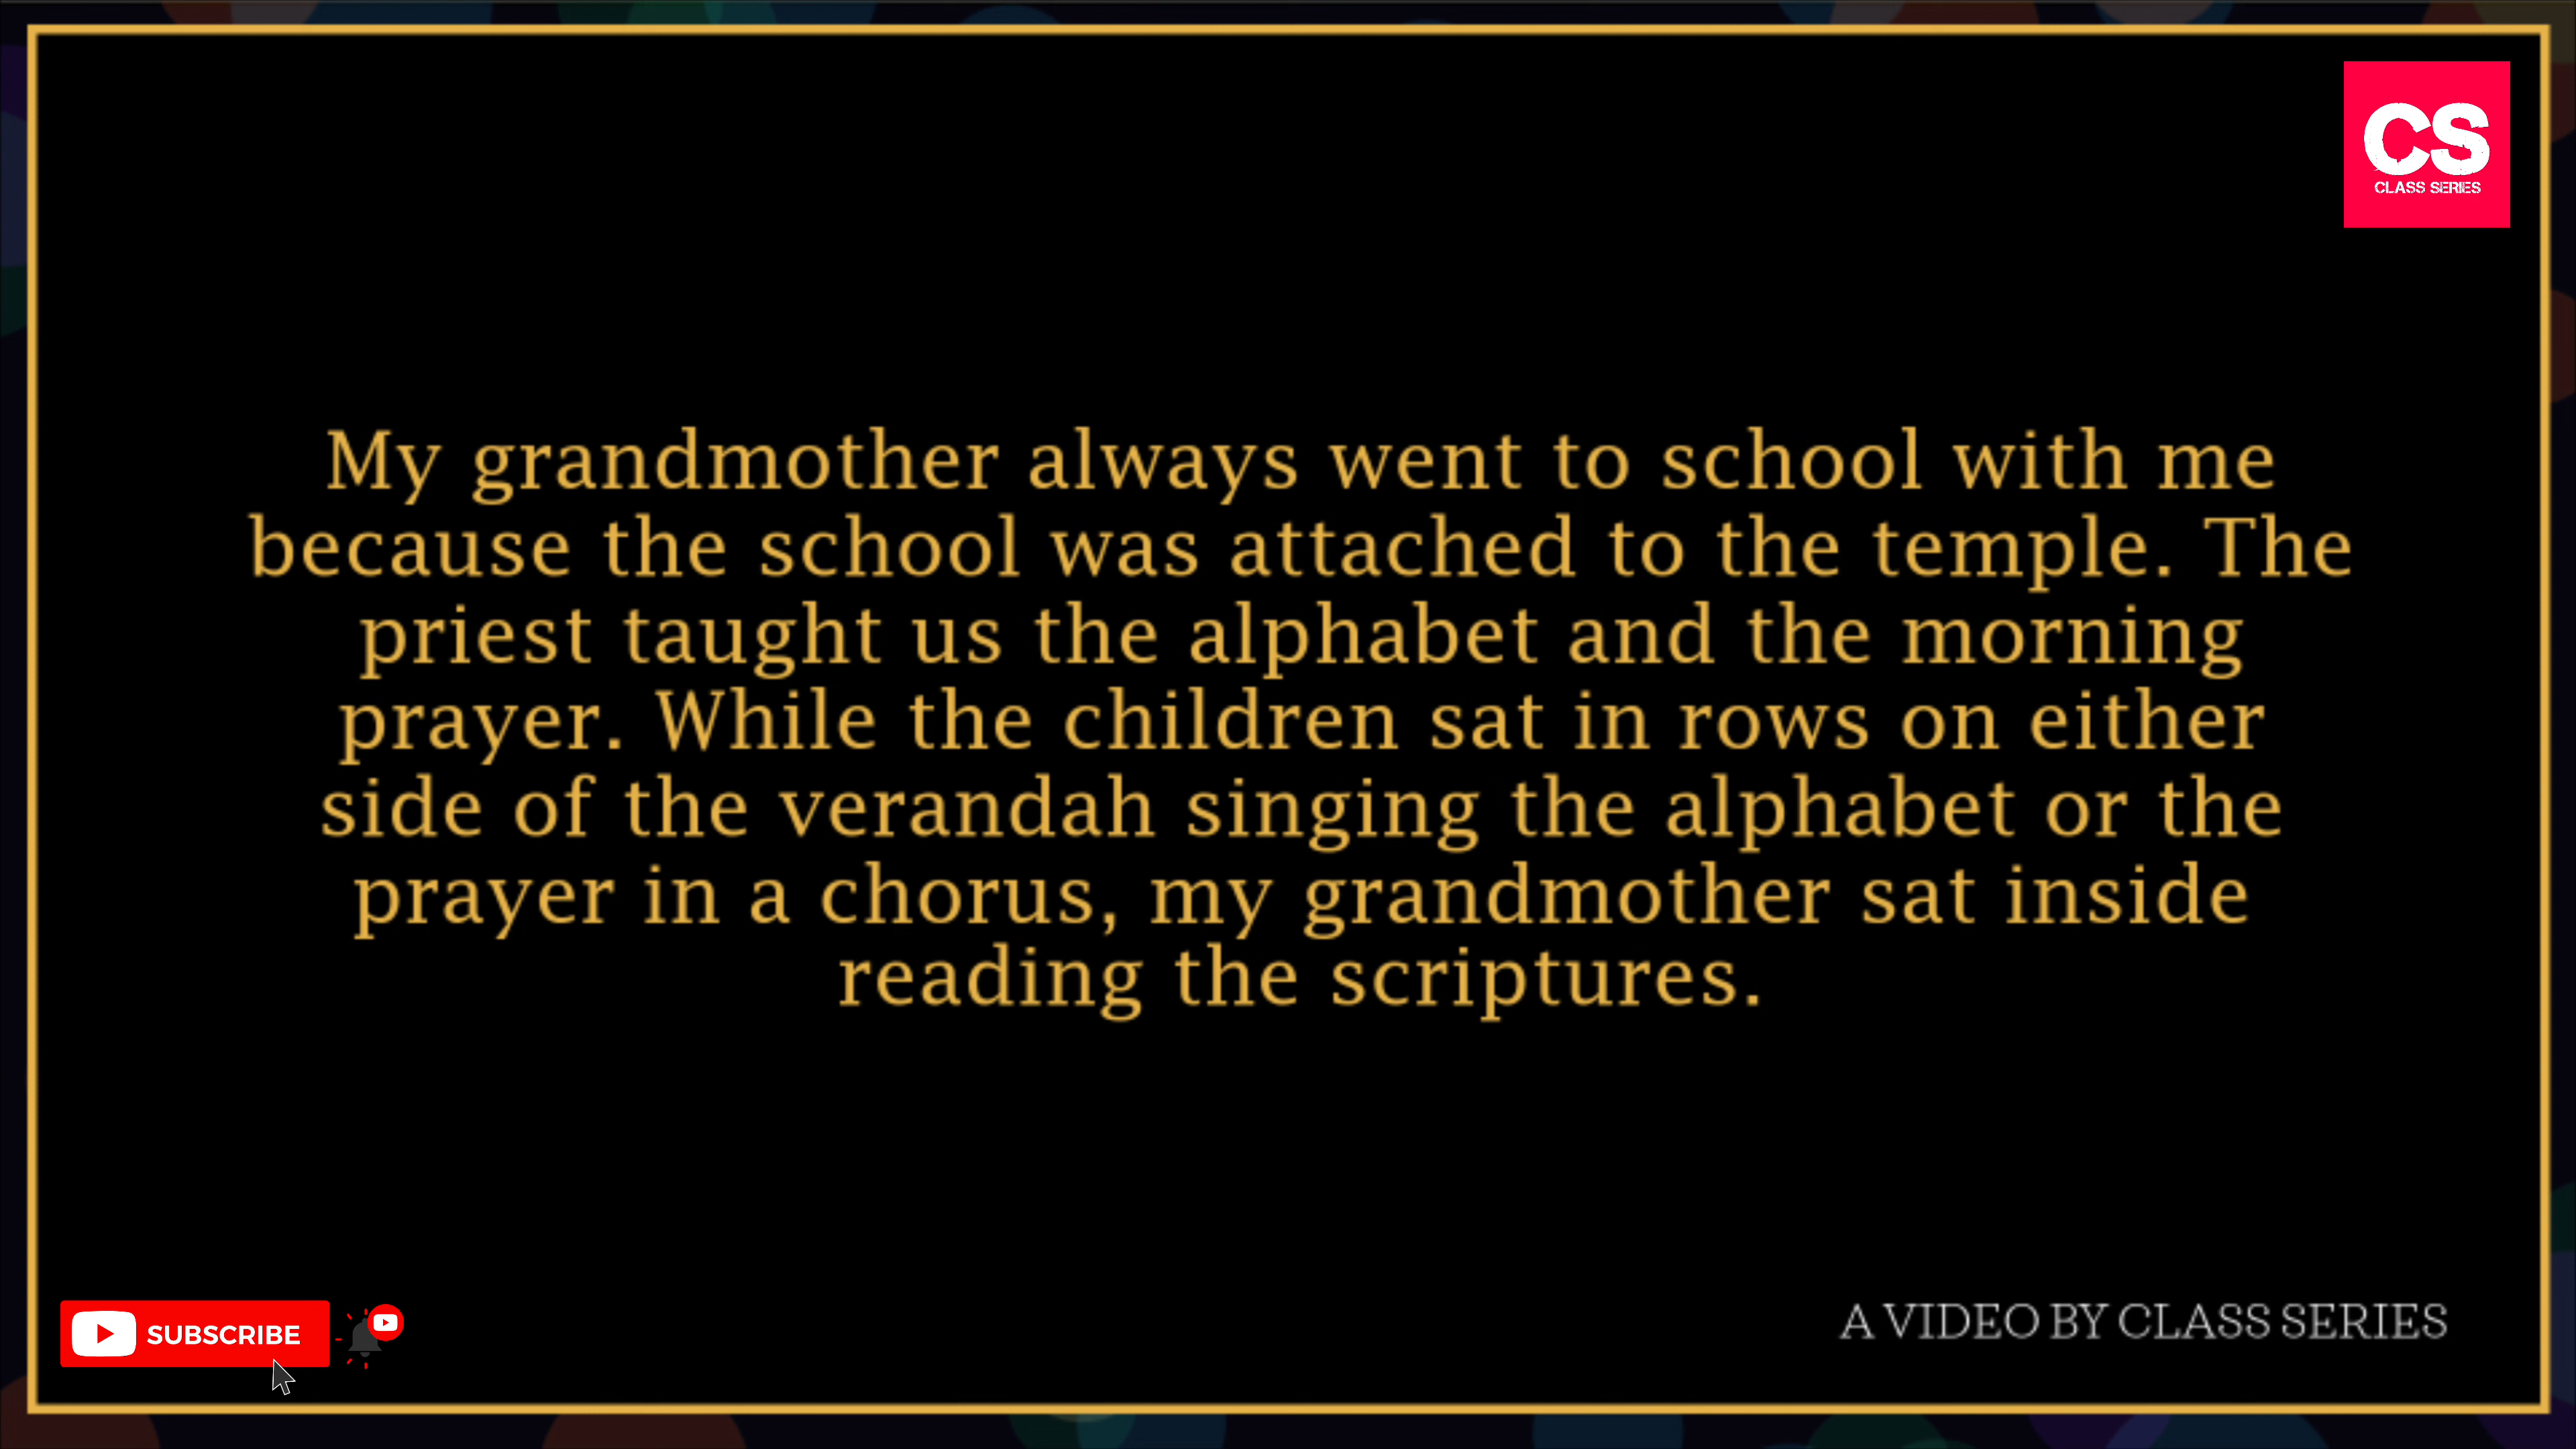 CS
CLASS SERIES
My grandmother always went to school with me
because the school was attached to the temple. The
priest taught us the alphabet and the morning
prayer. While the children sat in rows on either
side of the verandah singing the alphabet or the
prayer in a chorus, my grandmother sat inside
reading the scriptures.
SUBSCRIBE
A VIDEO BY CLASS SERIES